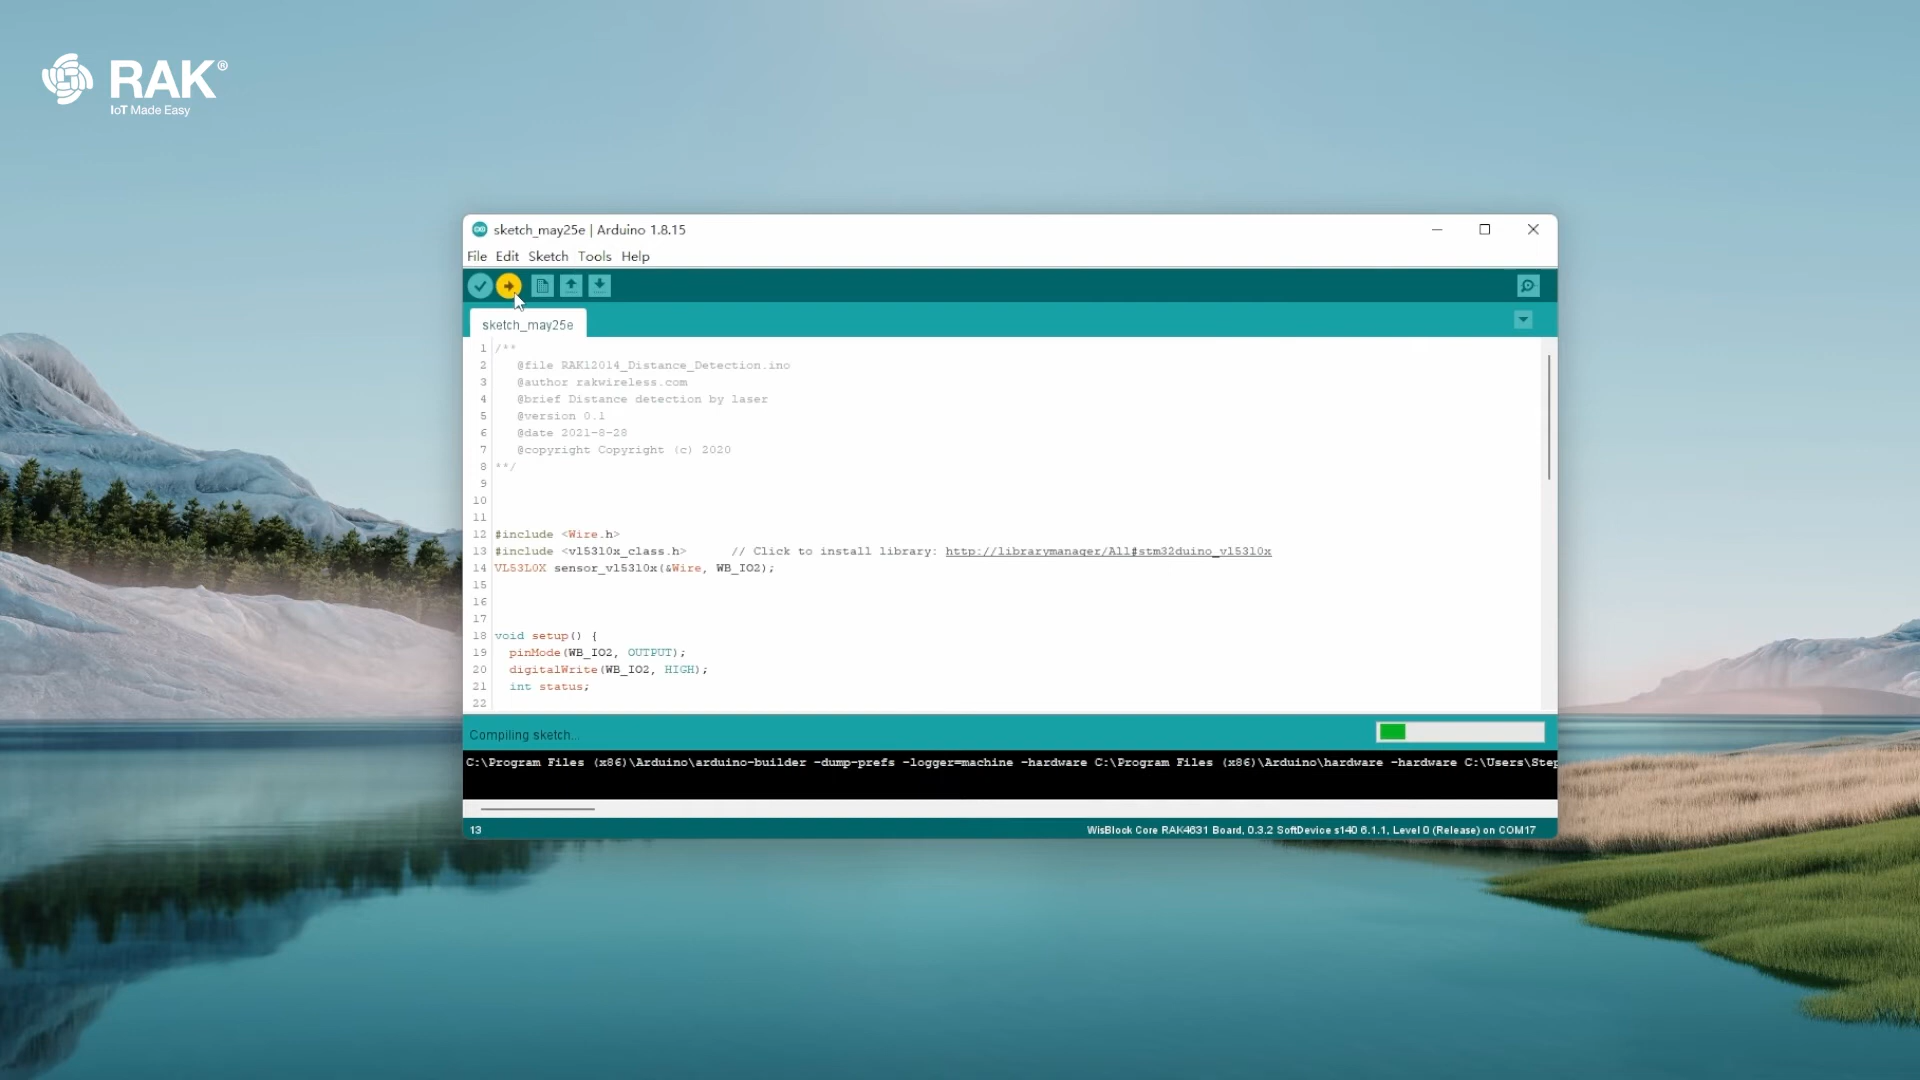 RAK®
IoT Made Easy
sketch_may25e | Arduino 1.8.15
File Edit Sketch Tools Help
sketch_may25e
1 /**
2 @file RAK12014_Distance_Detection.ino
3 @author rakwireless.com
4 @brief Distance detection by laser
5 @version 0.1
6 @date 2021-8-28
7 @copyright Copyright (c) 2020
8 **/
9
10
11
12 #include <Wire.h>
13 #include <vl53l0x_class.h> // Click to install library: http://librarymanager/All#stm32duino_vl53l0x
14 VL53L0X sensor_vl53l0x(&Wire, WB_IO2);
15
16
17
18 void setup() {
19 pinMode(WB_IO2, OUTPUT);
20 digitalWrite(WB_IO2, HIGH);
21 int status;
22
Compiling sketch...
C:\Program Files (x86)\Arduino\arduino-builder -dump-prefs -logger=machine -hardware C:\Program Files (x86)\Arduino\hardware -hardware C:\Users\Step
13 WisBlock Core RAK4631 Board, 0.3.2 SoftDevice s140 6.1.1, Level 0 (Release) on COM17